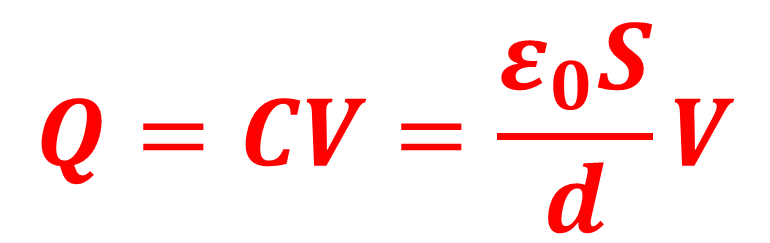 Q = CV = ε₀S/d V